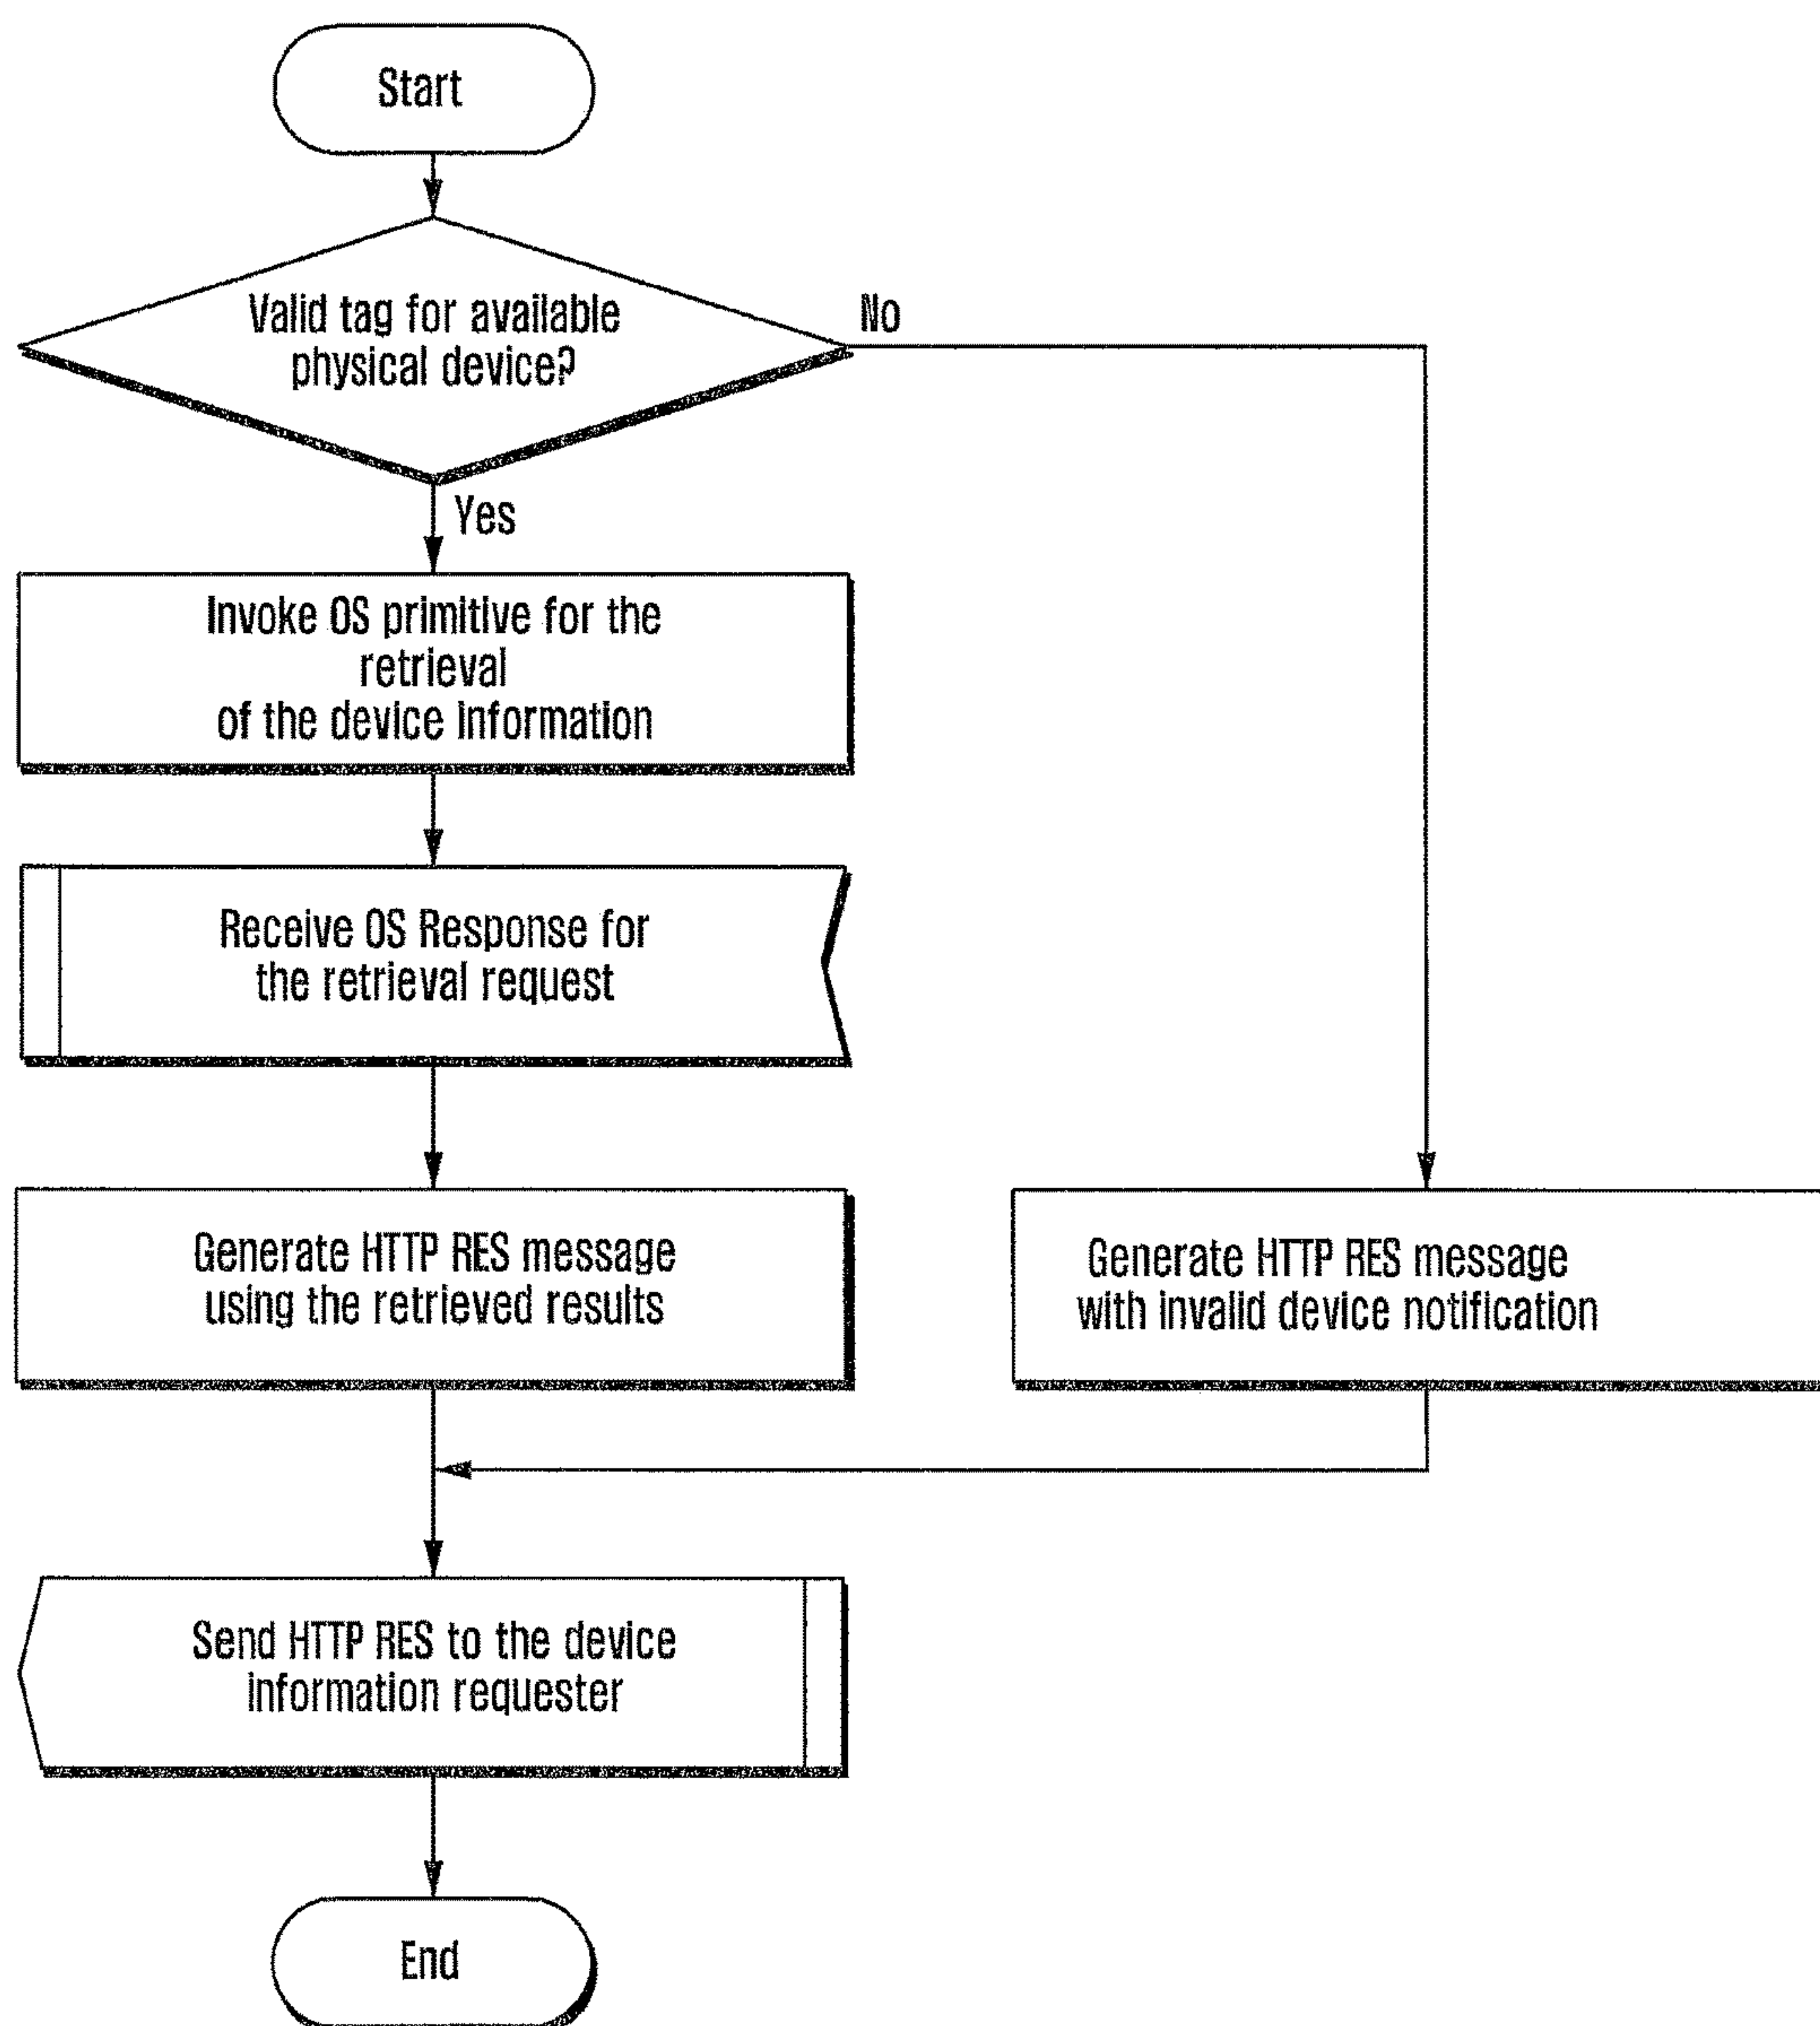 Start
Valid tag for available
physical device?
No
Yes
Invoke OS primitive for the
retrieval
of the device information
Receive OS Response for
the retrieval request
Generate HTTP RES message
using the retrieved results
Generate HTTP RES message
with invalid device notification
Send HTTP RES to the device
information requester
End